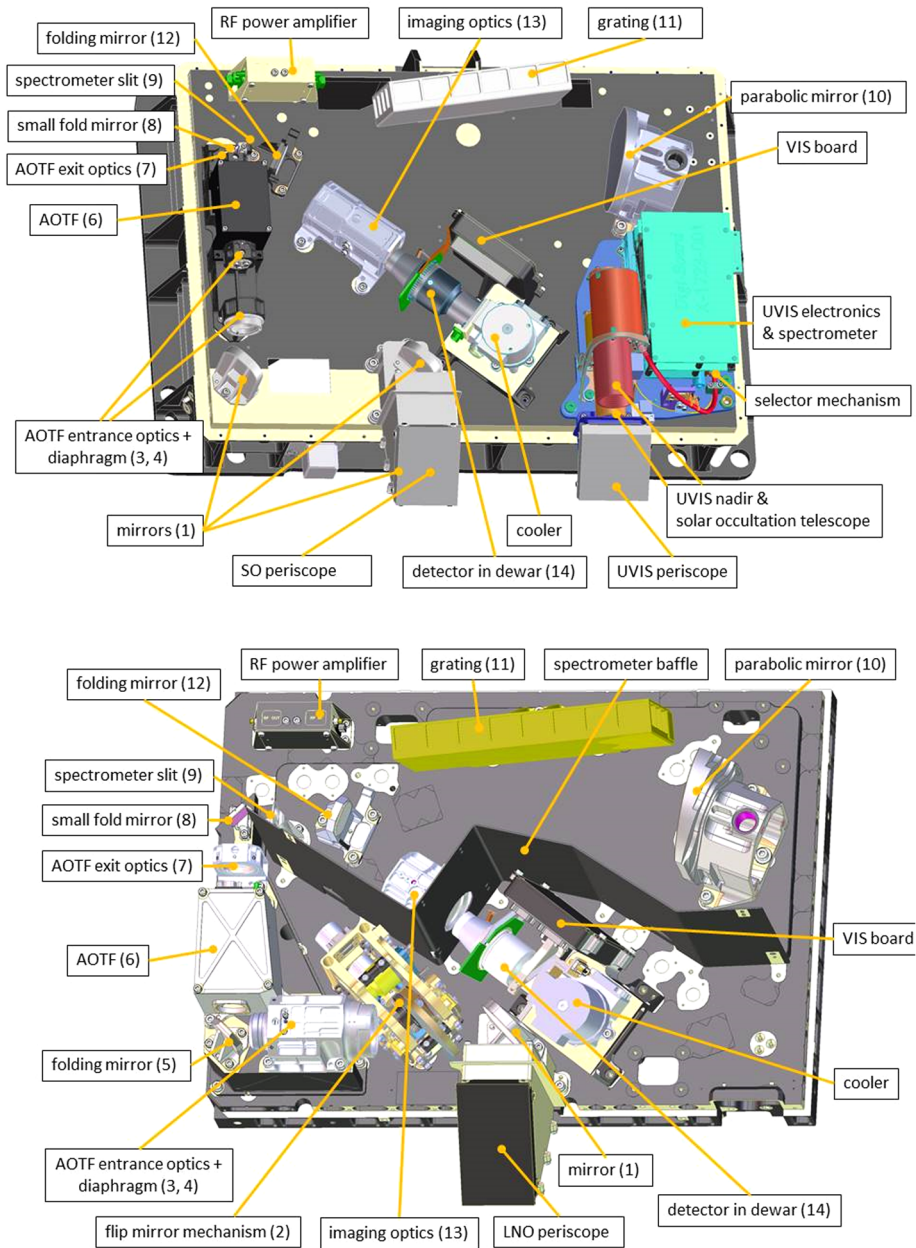 RF power amplifier
imaging optics (13)
grating (11)
folding mirror (12)
spectrometer slit (9)
parabolic mirror (10)
small fold mirror (8)
VIS board
AOTF exit optics (7)
AOTF (6)
UVIS electronics
& spectrometer
selector mechanism
AOTF entrance optics +
diaphragm (3, 4)
UVIS nadir &
solar occultation telescope
mirrors (1)
cooler
SO periscope
detector in dewar (14)
UVIS periscope
RF power amplifier
grating (11)
spectrometer baffle
parabolic mirror (10)
folding mirror (12)
RF OUT
spectrometer slit (9)
small fold mirror (8)
AOTF exit optics (7)
VIS board
AOTF (6)
folding mirror (5)
cooler
AOTF entrance optics +
diaphragm (3, 4)
mirror (1)
detector in dewar (14)
flip mirror mechanism (2)
imaging optics (13)
LNO periscope